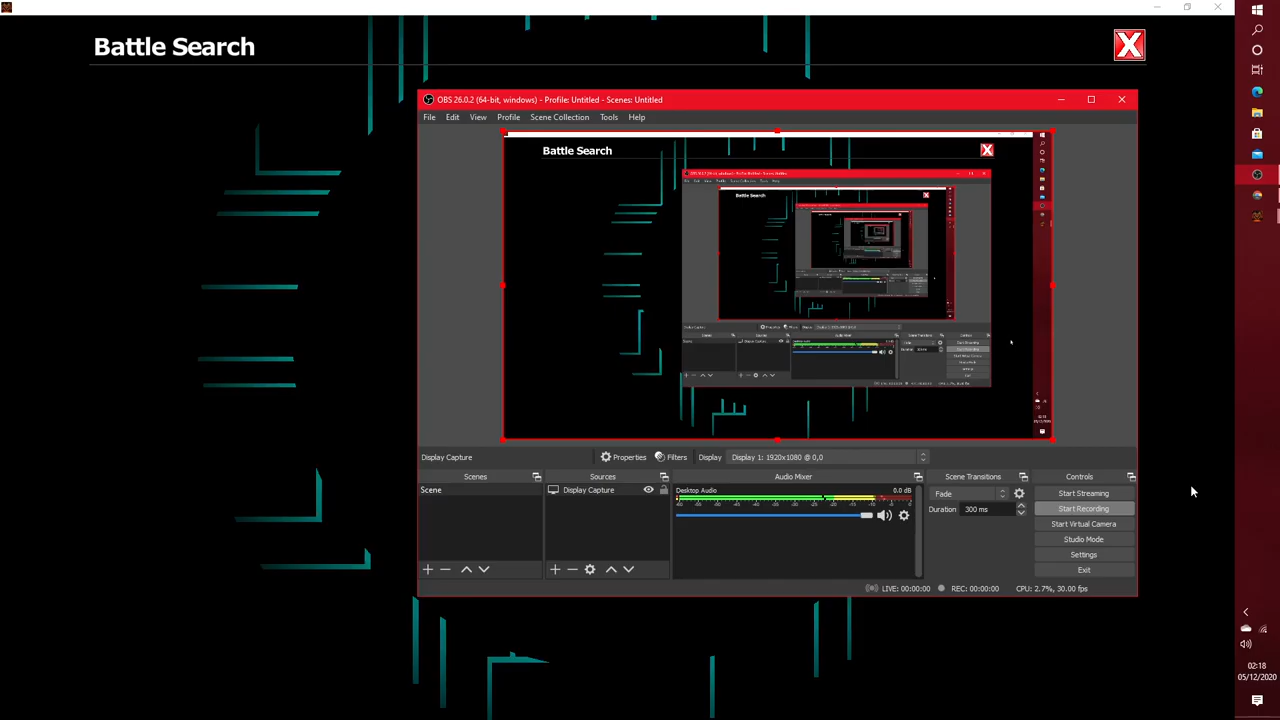 Battle Search
X
OBS 26.0.2 (64-bit, windows) - Profile: Untitled - Scenes: Untitled
File Edit View Profile Scene Collection Tools Help
Battle Search
X
Battle Search
Display Capture Properties Filters Display Display 1: 1920x1080 @ 0,0
Scenes Sources Audio Mixer Scene Transitions Controls
Scene
Display Capture
Desktop Audio 0.0 dB
Fade
Duration 300 ms
Start Streaming
Start Recording
Start Virtual Camera
Studio Mode
Settings
Exit
LIVE: 00:00:00 REC: 00:00:00 CPU: 2.7%, 30.00 fps
02:18
05/12/2020